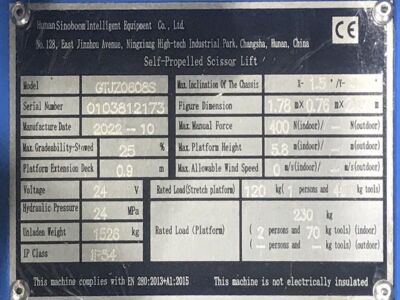 Hunan Sinoboom Intelligent Equipment Co., Ltd.
No.128, East Jinzhou Avenue, Ningxiang High-tech Industrial Park, Changsha, Hunan, China
Self-Propelled Scissor Lift
Model GTJZ0608S Max. Inclination Of The Chassis X- 1.5°/Y-
Serial Number 0103812173 Figure Dimension 1.78 m× 0.76 m× m
Manufacture Date 2022-10 Max. Manual Force 400 N(indoor)/ -- N(outdoor)
Max. Gradeability-Stowed 25 % Max. Platform Height 5.8 m(indoor)/ -- m(outdoor)
Platform Extension Deck 0.9 m Max. Allowable Wind Speed 0 m/s(indoor)/ -- m/s(outdoor)
Voltage 24 V Rated Load(Stretch platform) 120 kg( 1 persons and kg tools)
Hydraulic Pressure 24 MPa 230 kg
Unladen Weight 1526 kg Rated Load (Platform) ( 2 persons and 70 kg tools) (indoor)
IP Class IP54 ( -- persons and -- kg tools) (outdoor)
This machine complies with EN 280:2013+A1:2015 This machine is not electrically insulated